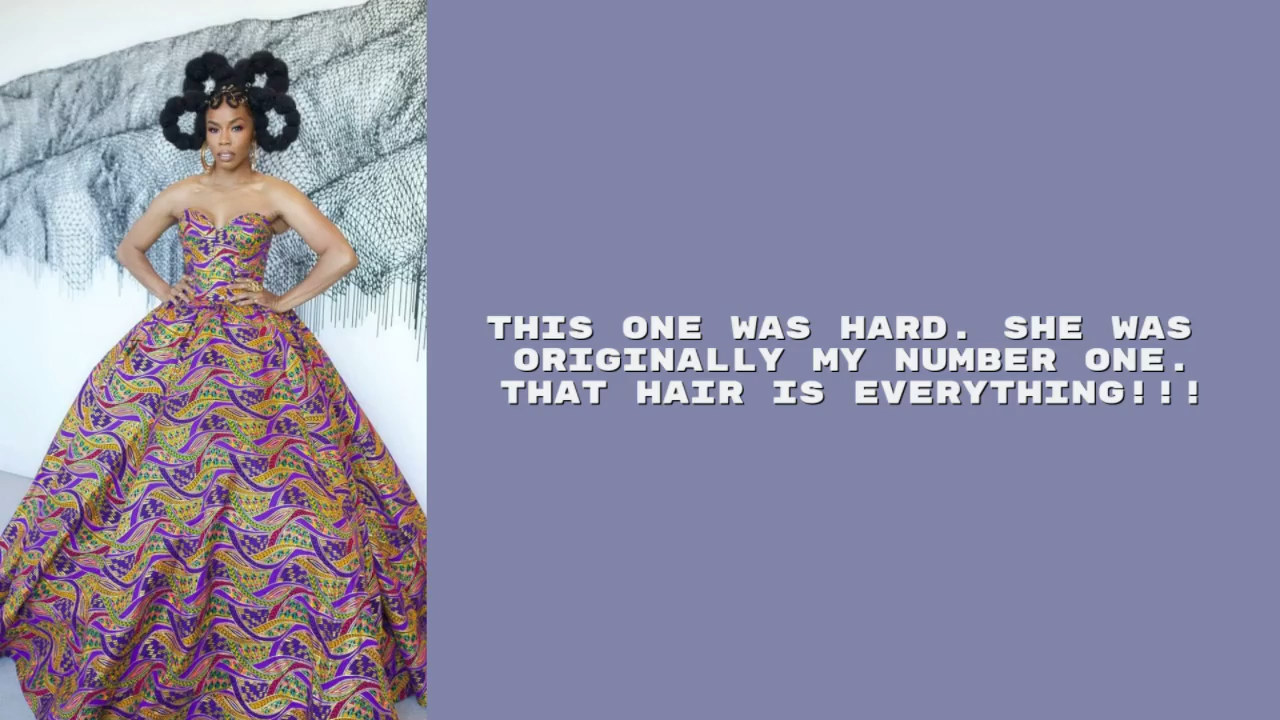 THIS ONE WAS HARD. SHE WAS
ORIGINALLY MY NUMBER ONE.
THAT HAIR IS EVERYTHING!!!